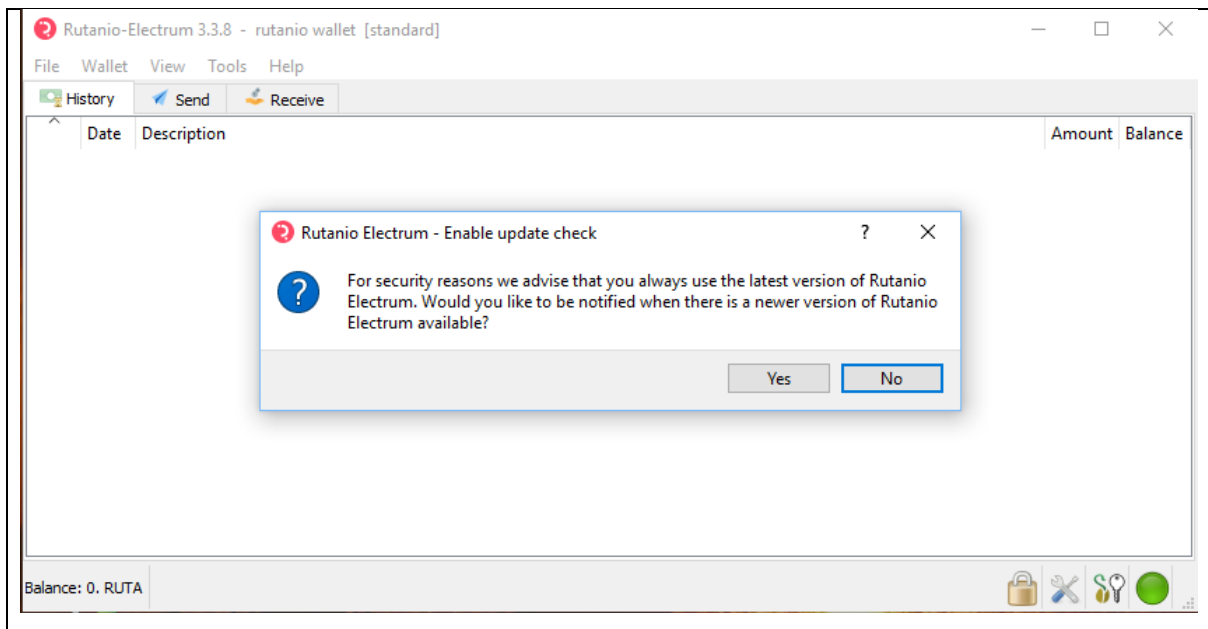 Rutanio-Electrum 3.3.8 - rutanio wallet [standard]
File Wallet View Tools Help
History Send Receive
Date Description Amount Balance
Rutanio Electrum - Enable update check
For security reasons we advise that you always use the latest version of Rutanio
Electrum. Would you like to be notified when there is a newer version of Rutanio
Electrum available?
Yes No
Balance: 0. RUTA